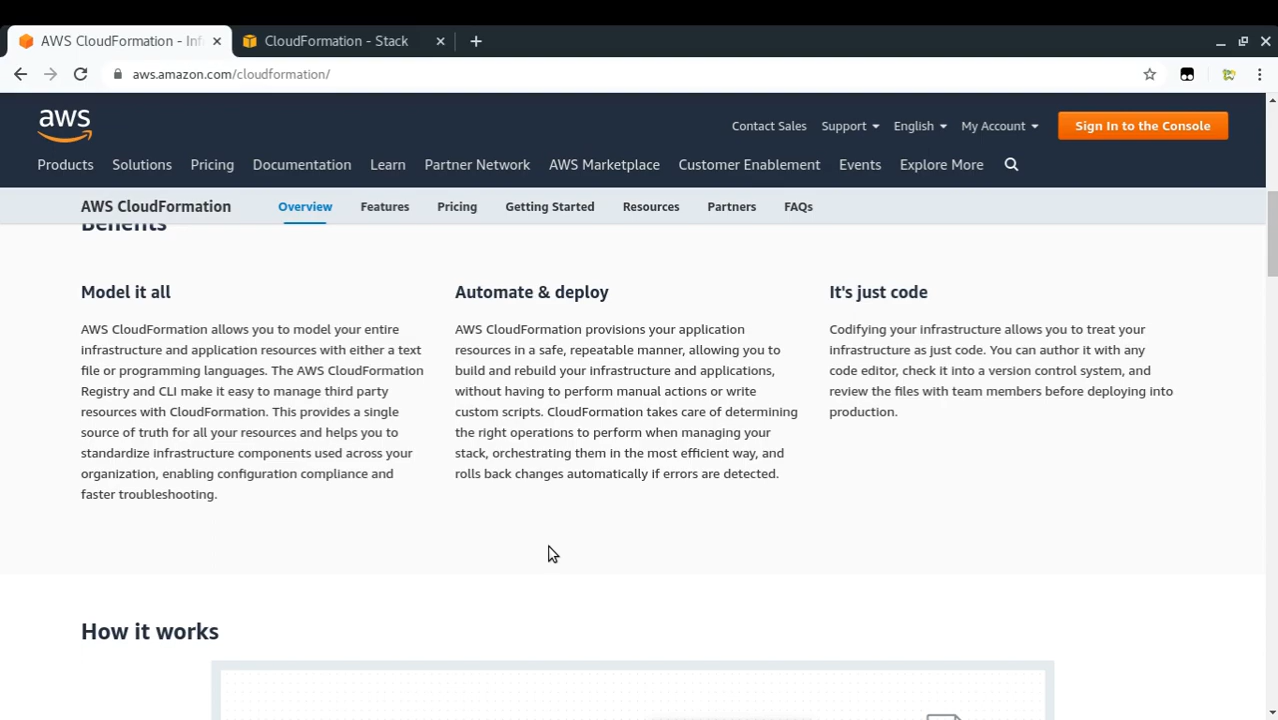 AWS CloudFormation - Inf
CloudFormation - Stack
aws.amazon.com/cloudformation/
aws
Contact Sales Support English My Account Sign In to the Console
Products Solutions Pricing Documentation Learn Partner Network AWS Marketplace Customer Enablement Events Explore More
AWS CloudFormation Overview Features Pricing Getting Started Resources Partners FAQs
Benefits
Model it all
AWS CloudFormation allows you to model your entire
infrastructure and application resources with either a text
file or programming languages. The AWS CloudFormation
Registry and CLI make it easy to manage third party
resources with CloudFormation. This provides a single
source of truth for all your resources and helps you to
standardize infrastructure components used across your
organization, enabling configuration compliance and
faster troubleshooting.
Automate & deploy
AWS CloudFormation provisions your application
resources in a safe, repeatable manner, allowing you to
build and rebuild your infrastructure and applications,
without having to perform manual actions or write
custom scripts. CloudFormation takes care of determining
the right operations to perform when managing your
stack, orchestrating them in the most efficient way, and
rolls back changes automatically if errors are detected.
It's just code
Codifying your infrastructure allows you to treat your
infrastructure as just code. You can author it with any
code editor, check it into a version control system, and
review the files with team members before deploying into
production.
How it works